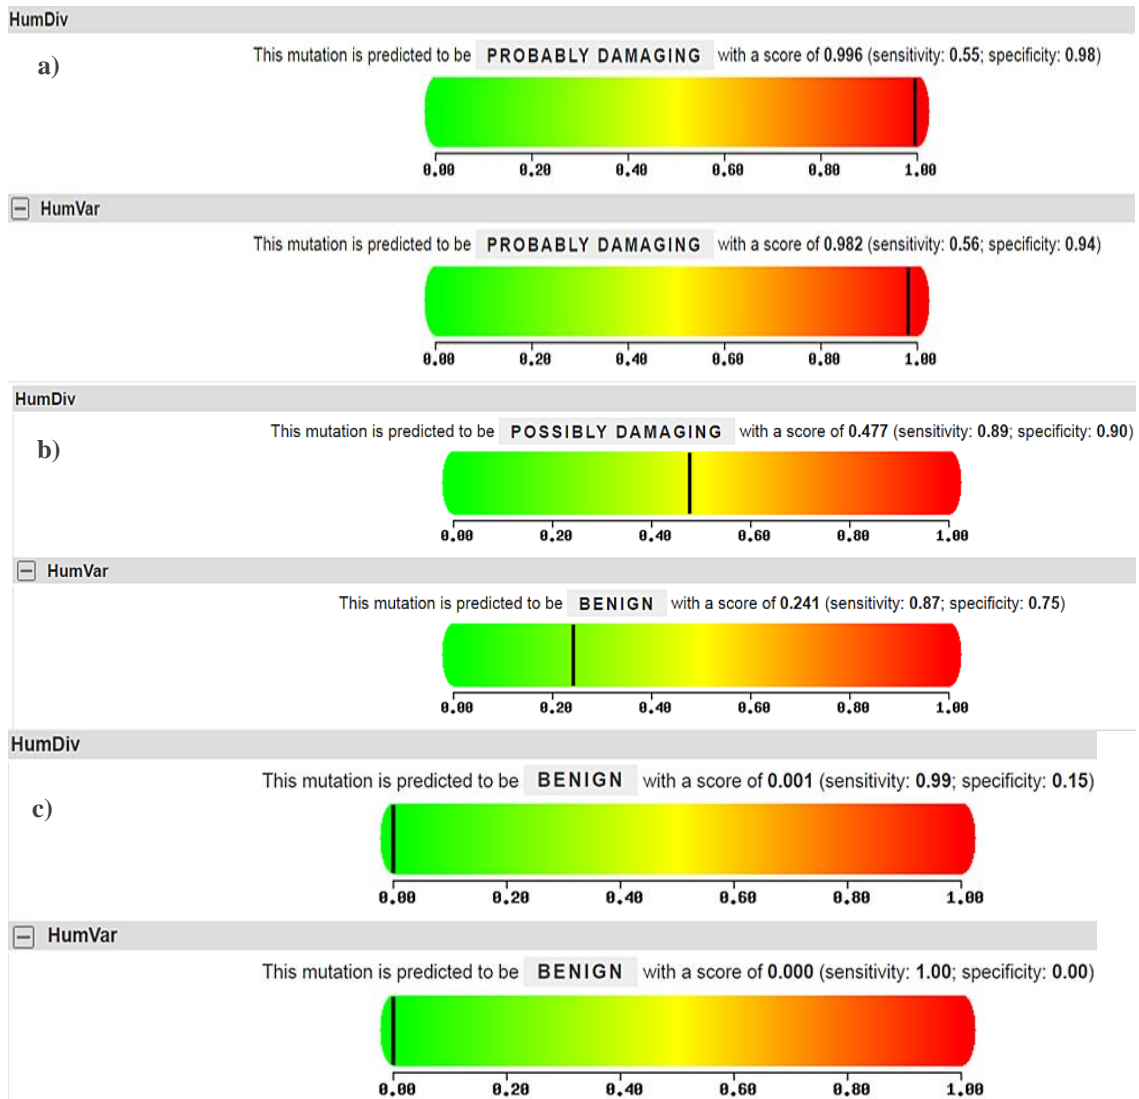 HumDiv
a)
This mutation is predicted to be PROBABLY DAMAGING with a score of 0.996 (sensitivity: 0.55; specificity: 0.98)
0.00 0.20 0.40 0.60 0.80 1.00
HumVar
This mutation is predicted to be PROBABLY DAMAGING with a score of 0.982 (sensitivity: 0.56; specificity: 0.94)
0.00 0.20 0.40 0.60 0.80 1.00
HumDiv
b)
This mutation is predicted to be POSSIBLY DAMAGING with a score of 0.477 (sensitivity: 0.89; specificity: 0.90)
0.00 0.20 0.40 0.60 0.80 1.00
HumVar
This mutation is predicted to be BENIGN with a score of 0.241 (sensitivity: 0.87; specificity: 0.75)
0.00 0.20 0.40 0.60 0.80 1.00
HumDiv
c)
This mutation is predicted to be BENIGN with a score of 0.001 (sensitivity: 0.99; specificity: 0.15)
0.00 0.20 0.40 0.60 0.80 1.00
HumVar
This mutation is predicted to be BENIGN with a score of 0.000 (sensitivity: 1.00; specificity: 0.00)
0.00 0.20 0.40 0.60 0.80 1.00